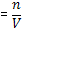 = n/V